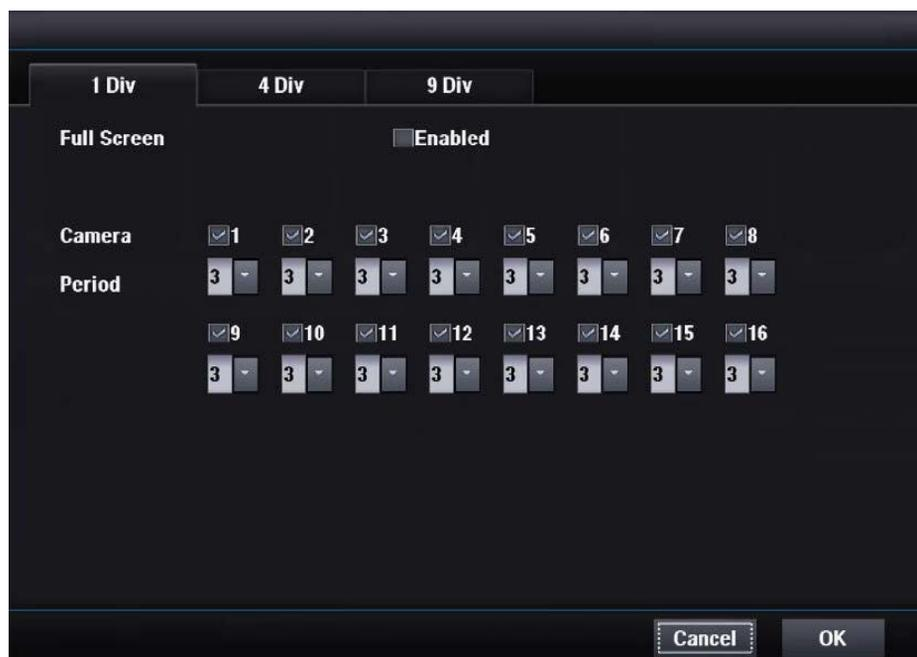 1 Div 4 Div 9 Div
Full Screen Enabled
Camera 1 2 3 4 5 6 7 8
Period 3 3 3 3 3 3 3 3
9 10 11 12 13 14 15 16
3 3 3 3 3 3 3 3
Cancel OK